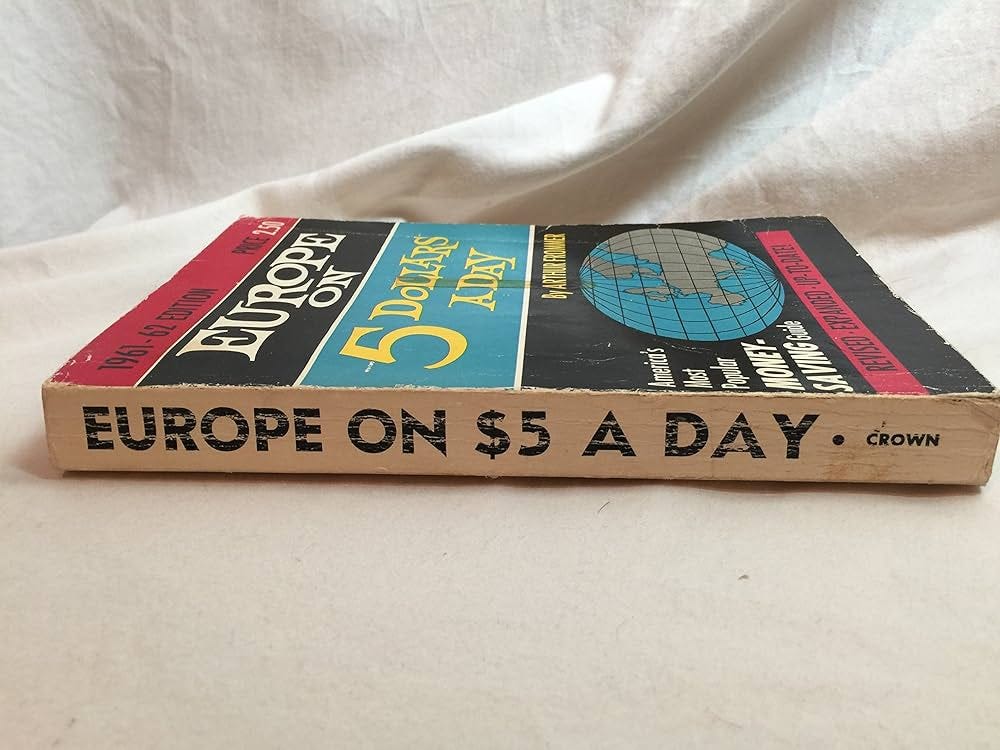 1961-62 EDITION PRICE 2.50
EUROPE
ON
5 DOLLARS
A DAY
By ARTHUR FROMMER
America's
Most
Popular
MONEY-
SAVING Guide
REVISED, EXPANDED, UP-TO-DATE!
EUROPE ON $5 A DAY • CROWN